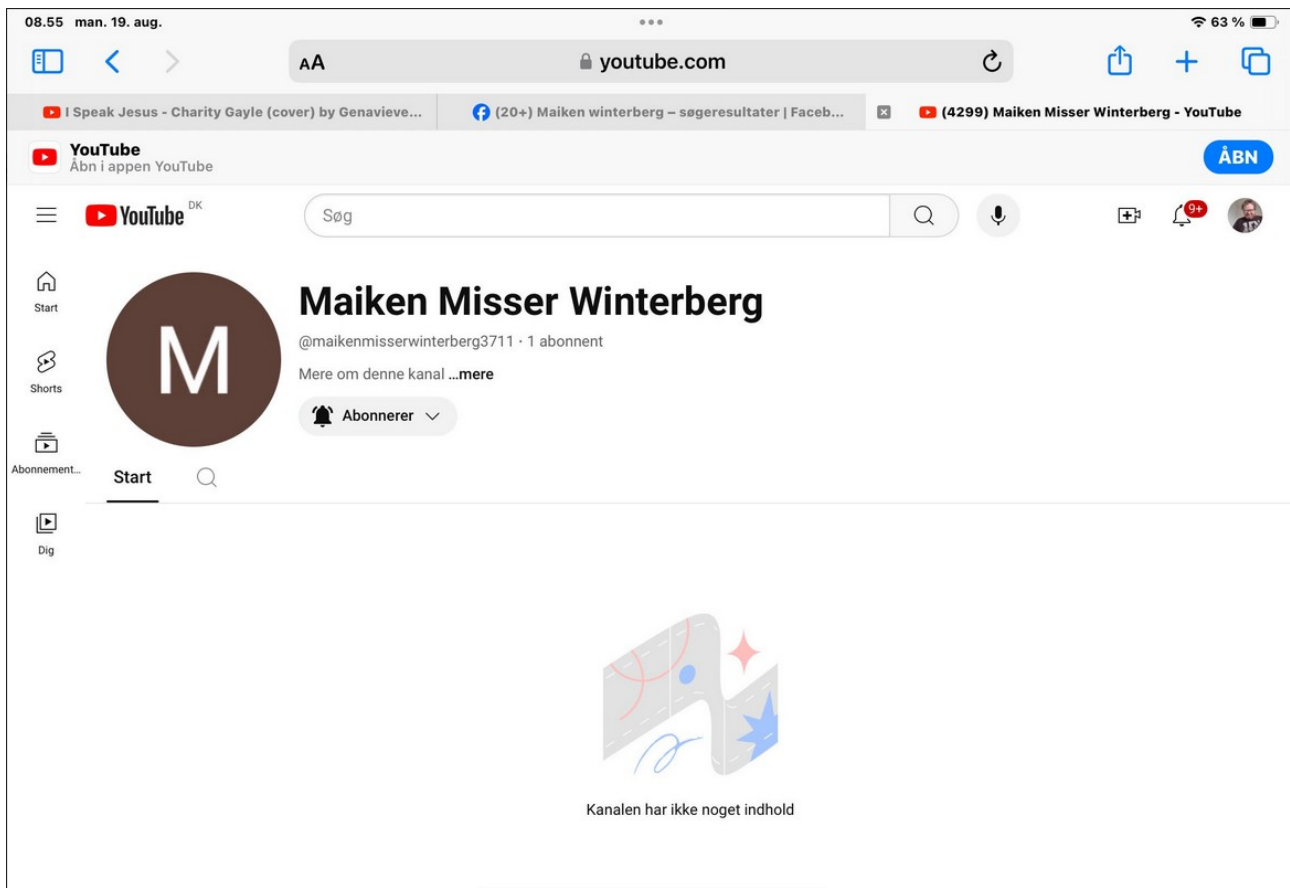 08.55 man. 19. aug.
63 %
AA youtube.com
I Speak Jesus - Charity Gayle (cover) by Genavieve...
(20+) Maiken winterberg – søgeresultater | Faceb...
(4299) Maiken Misser Winterberg - YouTube
YouTube
Åbn i appen YouTube
ÅBN
YouTube DK
Søg
9+
Start
Shorts
Abonnement...
Dig
M
Maiken Misser Winterberg
@maikenmisserwinterberg3711 · 1 abonnent
Mere om denne kanal ...mere
Abonnerer
Start
Kanalen har ikke noget indhold